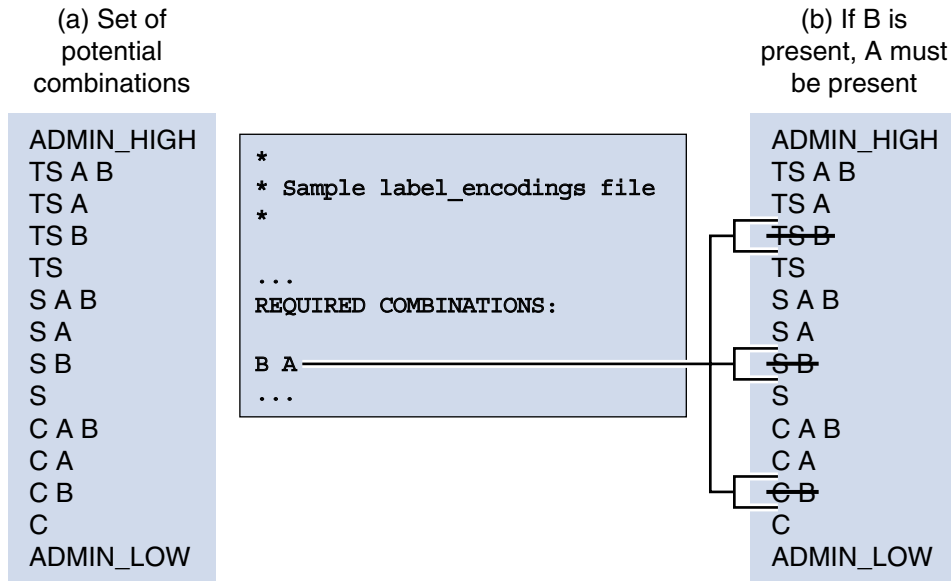 (a) Set of
potential
combinations
ADMIN_HIGH
TS A B
TS A
TS B
TS
S A B
S A
S B
S
C A B
C A
C B
C
ADMIN_LOW
*
* Sample label_encodings file
*
...
REQUIRED COMBINATIONS:
B A
...
(b) If B is
present, A must
be present
ADMIN_HIGH
TS A B
TS A
TS B
TS
S A B
S A
S B
S
C A B
C A
C B
C
ADMIN_LOW